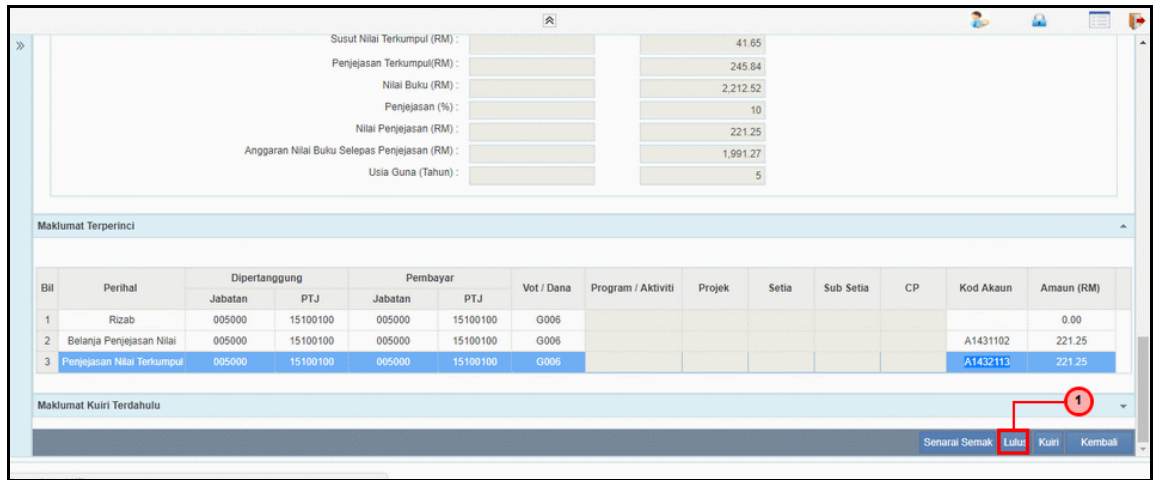 Susut Nilai Terkumpul (RM) : 41.65
Penjejasan Terkumpul(RM) : 245.84
Nilai Buku (RM) : 2,212.52
Penjejasan (%) : 10
Nilai Penjejasan (RM) : 221.25
Anggaran Nilai Buku Selepas Penjejasan (RM) : 1,991.27
Usia Guna (Tahun) : 5
Maklumat Terperinci
Bil Perihal Dipertanggung Pembayar Vot / Dana Program / Aktiviti Projek Setia Sub Setia CP Kod Akaun Amaun (RM)
Jabatan PTJ Jabatan PTJ
1 Rizab 005000 15100100 005000 15100100 G006 0.00
2 Belanja Penjejasan Nilai 005000 15100100 005000 15100100 G006 A1431102 221.25
3 Penjejasan Nilai Terkumpul 005000 15100100 005000 15100100 G006 A1432113 221.25
Maklumat Kuiri Terdahulu
1
Senarai Semak Lulus Kuiri Kembali